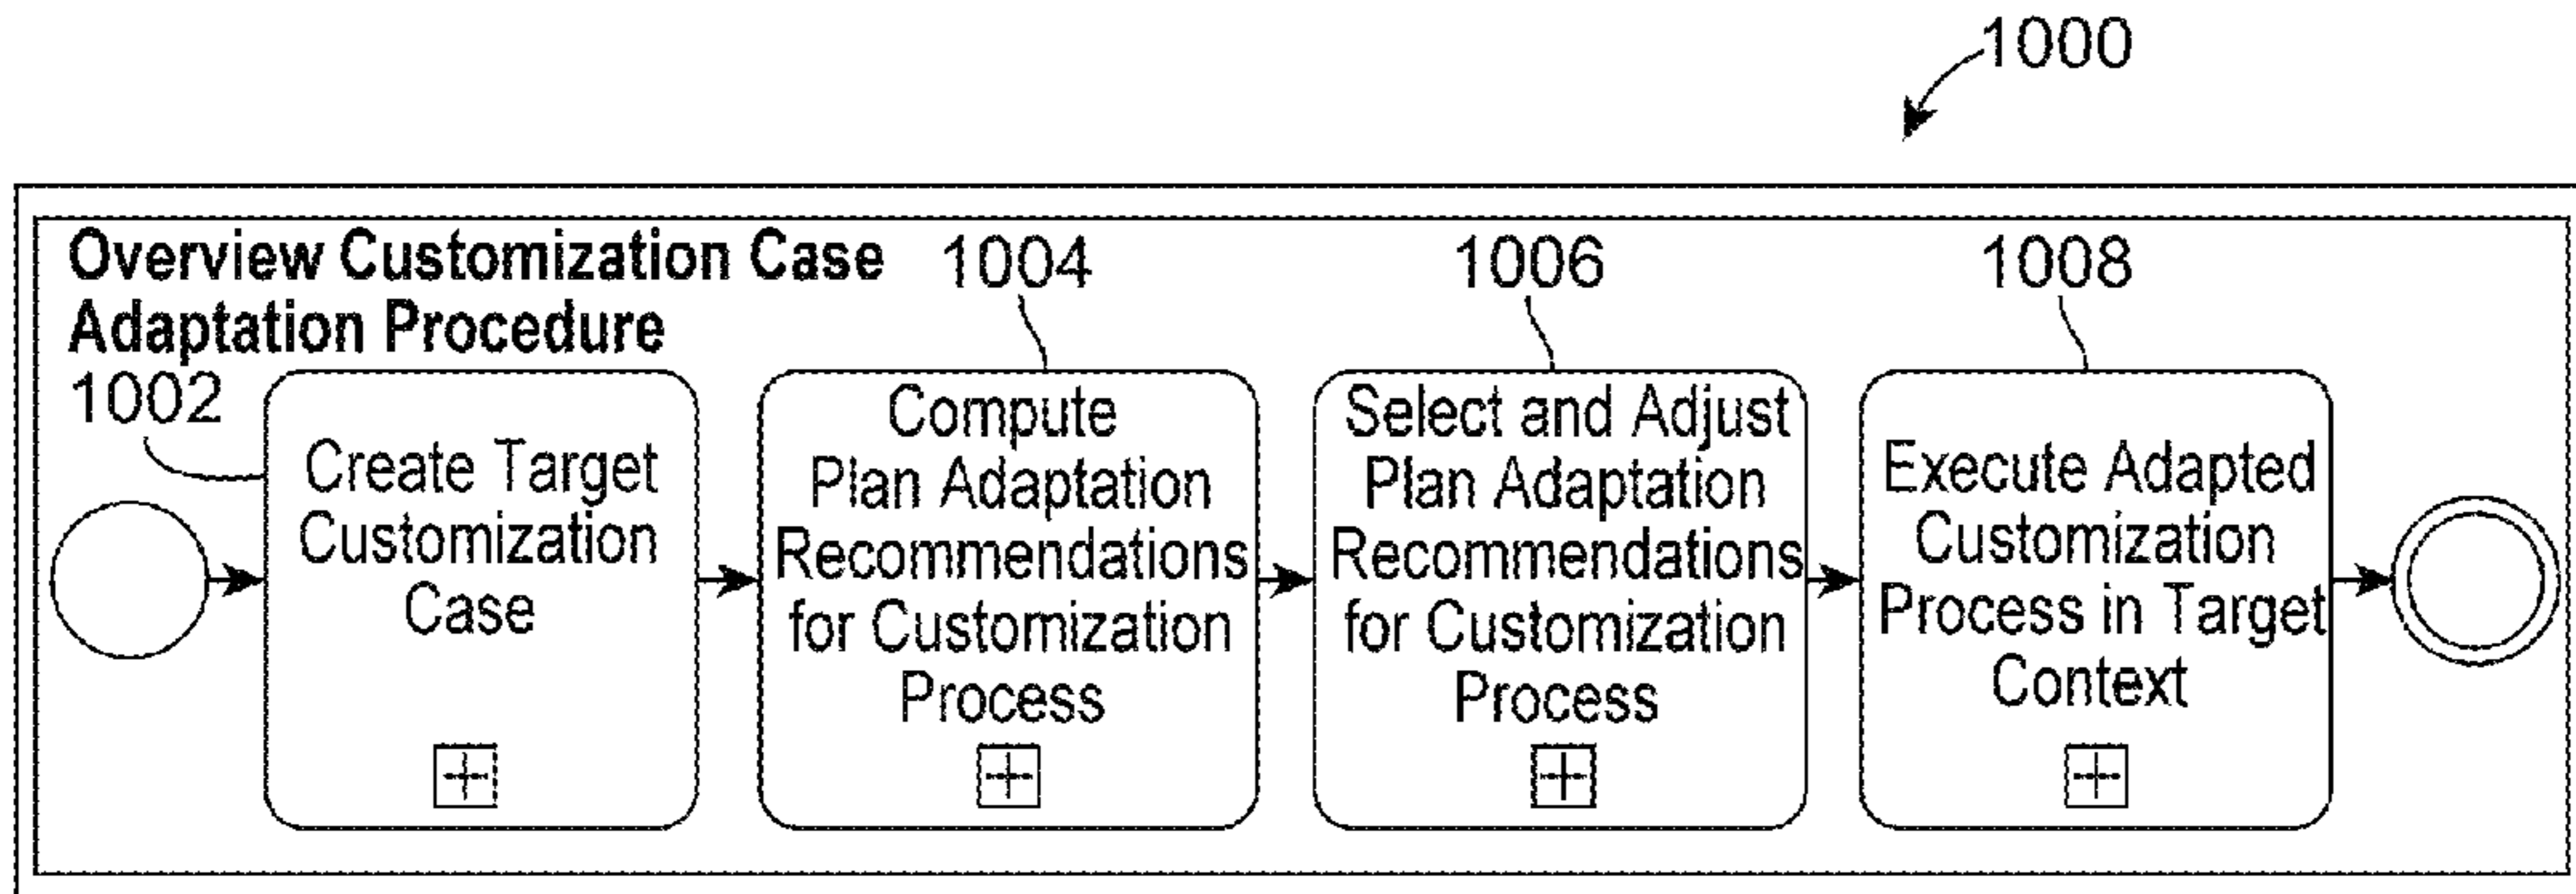 1000
Overview Customization Case
Adaptation Procedure
1002
1004
1006
1008
Create Target
Customization
Case
Compute
Plan Adaptation
Recommendations
for Customization
Process
Select and Adjust
Plan Adaptation
Recommendations
for Customization
Process
Execute Adapted
Customization
Process in Target
Context